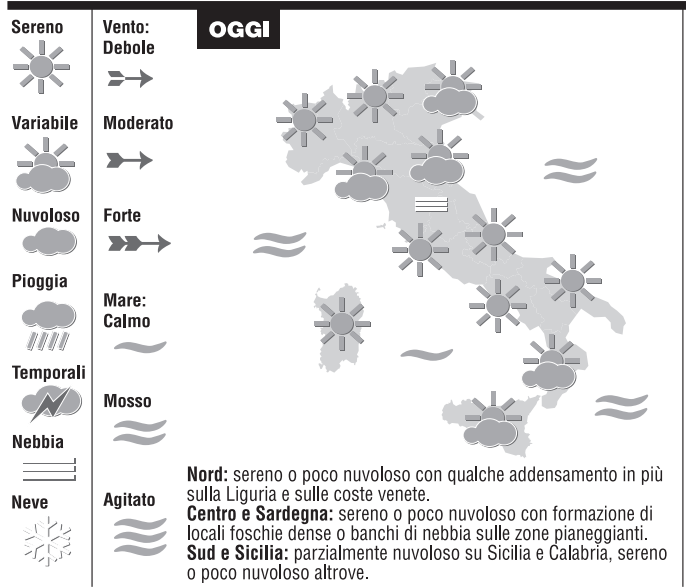 Sereno
Variabile
Nuvoloso
Pioggia
Temporali
Nebbia
Neve
Vento:
Debole
Moderato
Forte
Mare:
Calmo
Mosso
Agitato
OGGI
Nord: sereno o poco nuvoloso con qualche addensamento in più
sulla Liguria e sulle coste venete.
Centro e Sardegna: sereno o poco nuvoloso con formazione di
locali foschie dense o banchi di nebbia sulle zone pianeggianti.
Sud e Sicilia: parzialmente nuvoloso su Sicilia e Calabria, sereno
o poco nuvoloso altrove.